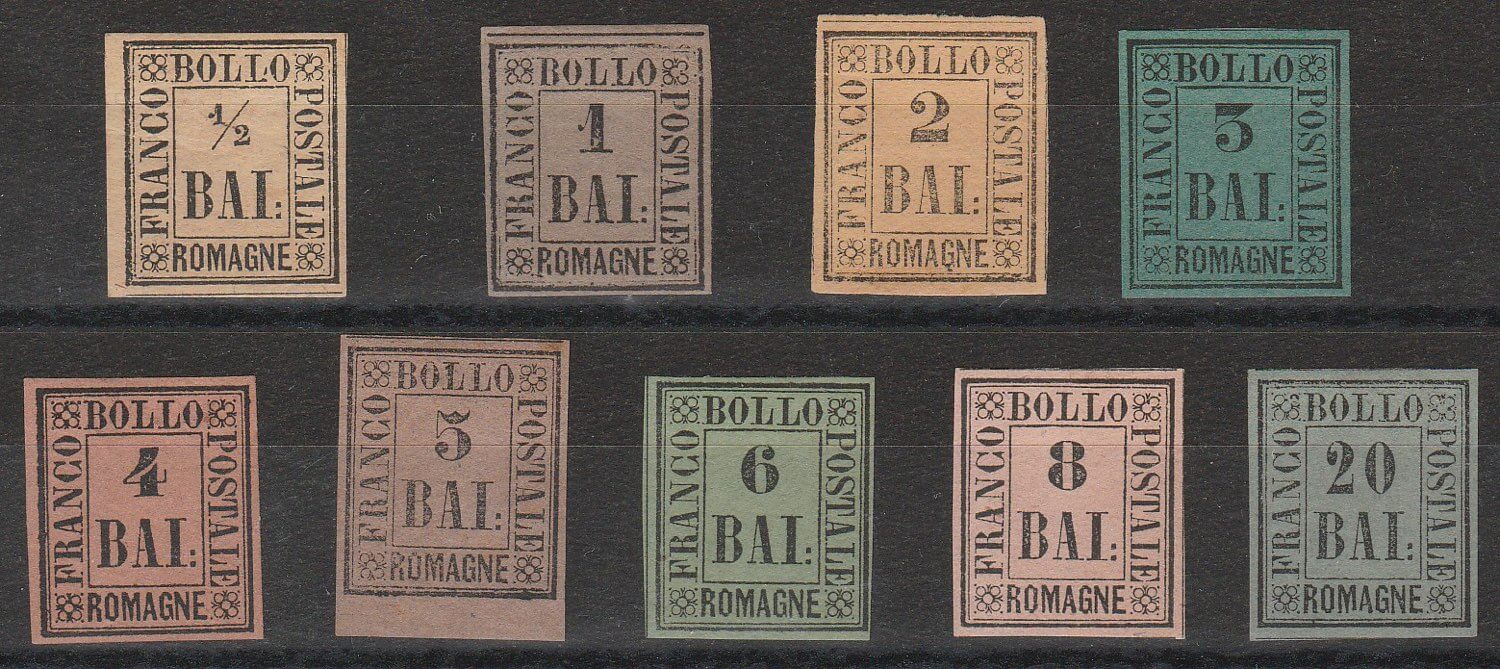 BOLLO
FRANCO
1/2
BAI:
POSTALE
ROMAGNE
BOLLO
FRANCO
1
BAI:
POSTALE
ROMAGNE
BOLLO
FRANCO
2
BAI:
POSTALE
ROMAGNE
BOLLO
FRANCO
3
BAI:
POSTALE
ROMAGNE
BOLLO
FRANCO
4
BAI:
POSTALE
ROMAGNE
BOLLO
FRANCO
5
BAI:
POSTALE
ROMAGNE
BOLLO
FRANCO
6
BAI:
POSTALE
ROMAGNE
BOLLO
FRANCO
8
BAI:
POSTALE
ROMAGNE
BOLLO
FRANCO
20
BAI:
POSTALE
ROMAGNE